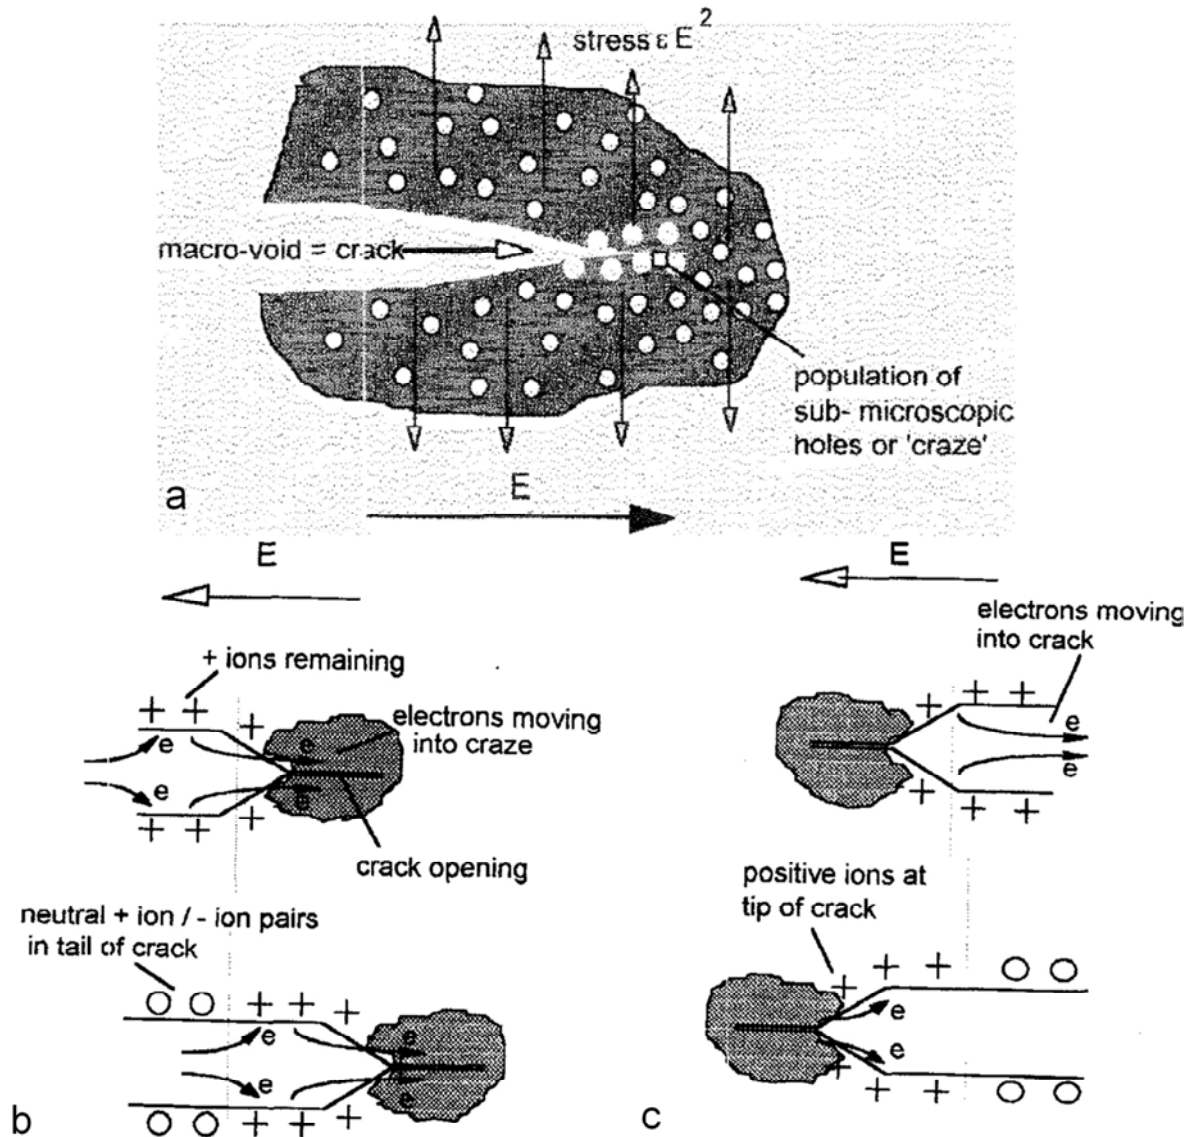 stress ε E²
macro-void = crack
population of
sub- microscopic
holes or 'craze'
E
a
E
+ ions remaining
+ + +
electrons moving
into craze
e e
e e
+ + +
crack opening
neutral + ion / - ion pairs
in tail of crack
O O + + +
e e
e e
O O + + +
b
E
electrons moving
into crack
+ + +
e
e
+ + +
positive ions at
tip of crack
+ + + O O
e
e
+ + + O O
c